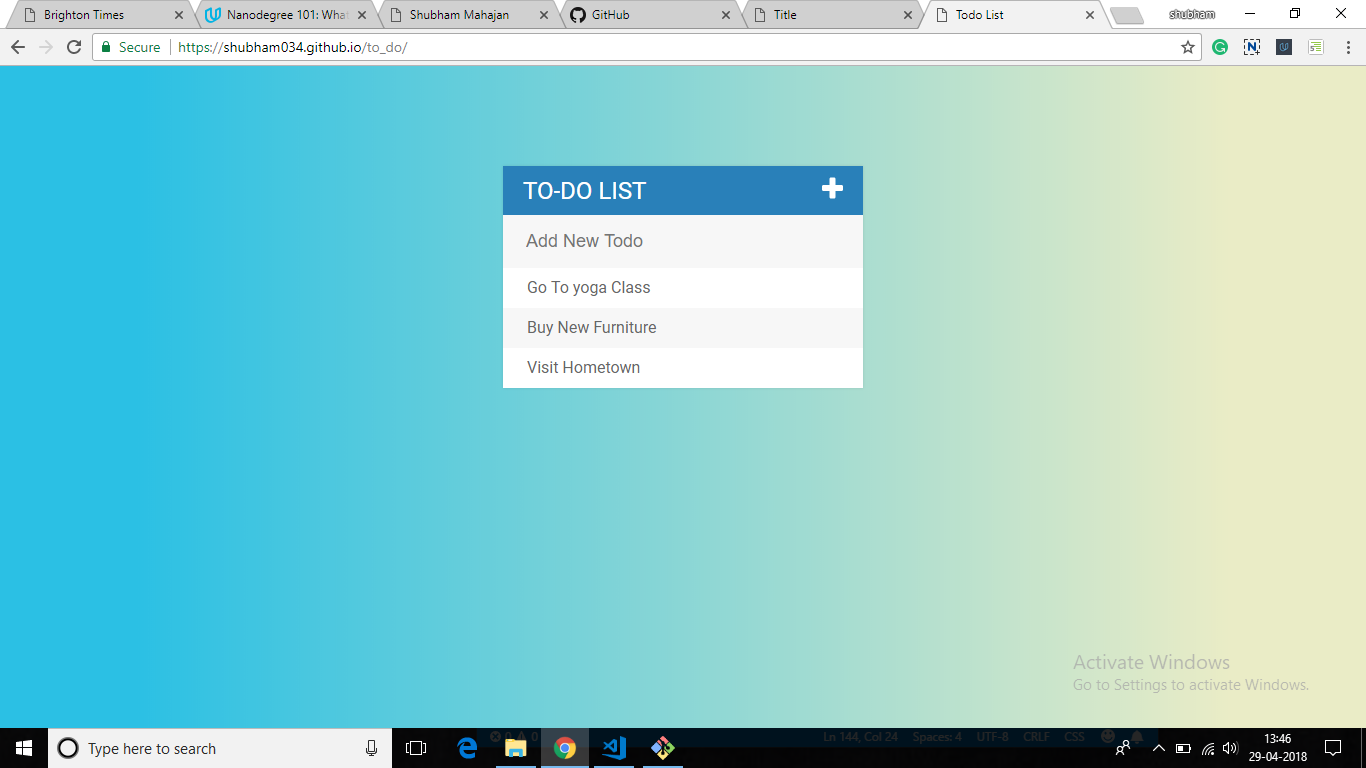 Brighton Times
Nanodegree 101: What
Shubham Mahajan
GitHub
Title
Todo List
shubham
Secure
https://shubham034.github.io/to_do/
TO-DO LIST
Add New Todo
Go To yoga Class
Buy New Furniture
Visit Hometown
Activate Windows
Go to Settings to activate Windows.
Type here to search
0 0 Ln 144, Col 24 Spaces: 4 UTF-8 CRLF CSS
13:46
29-04-2018